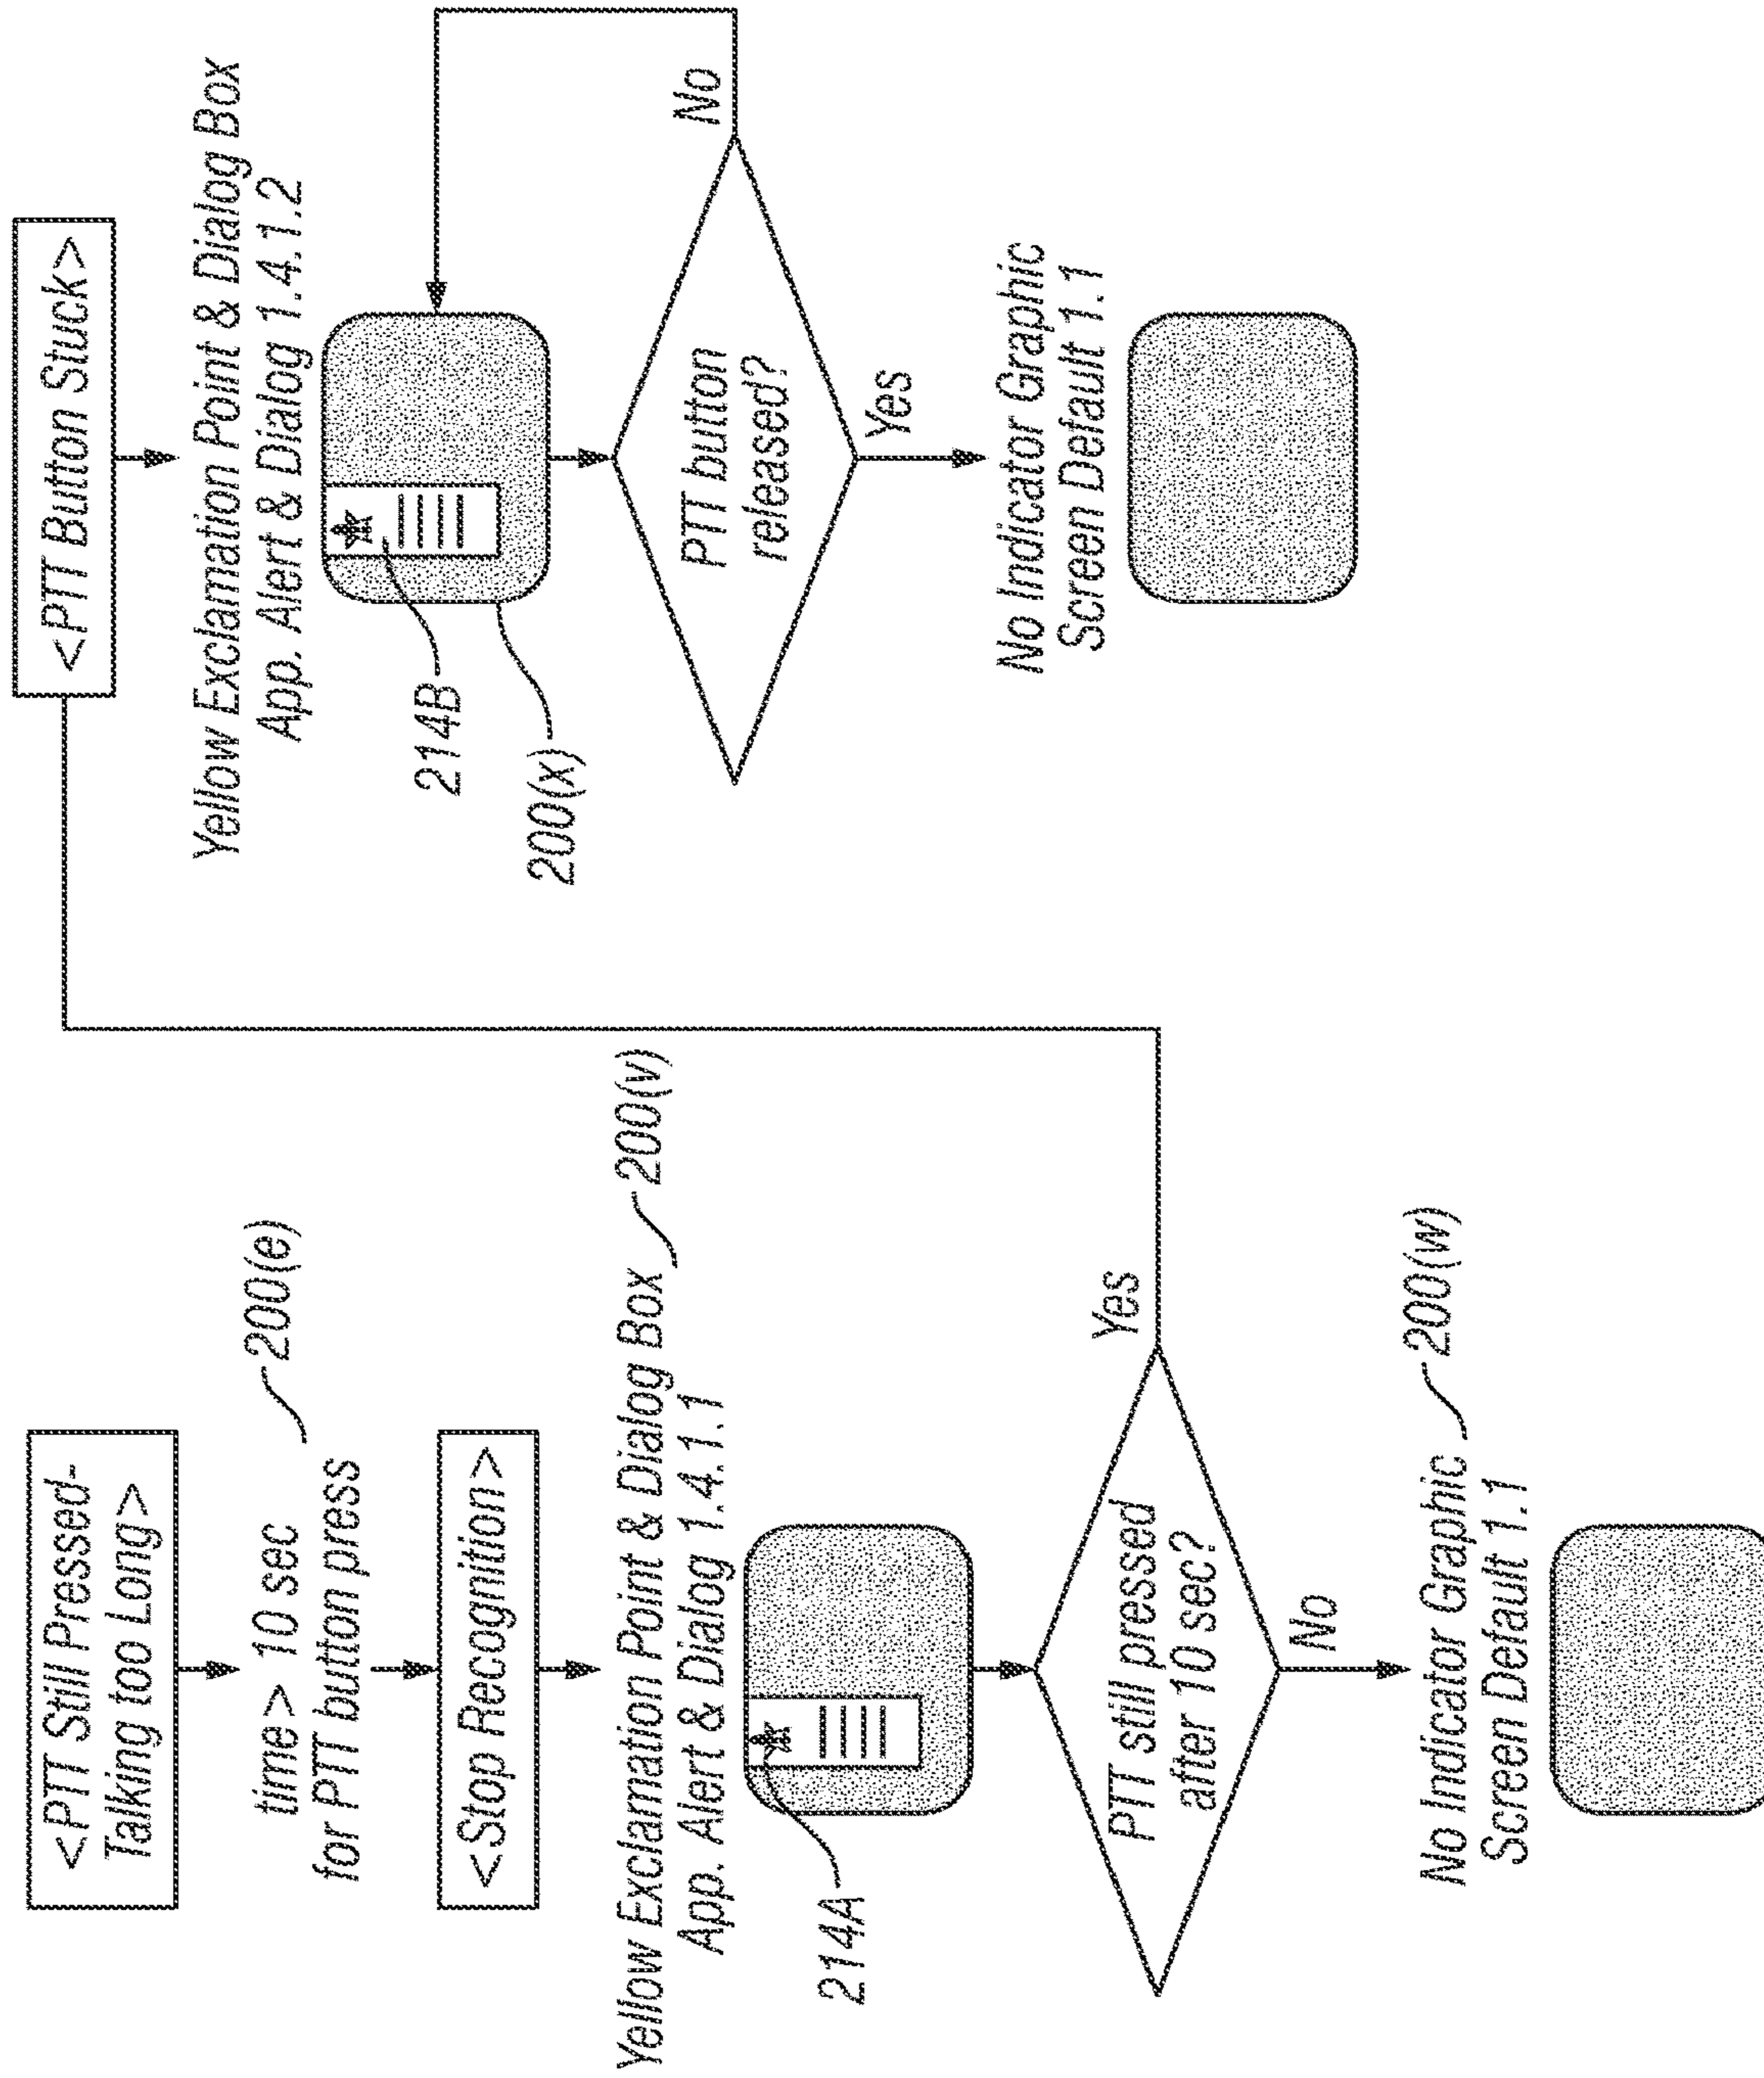 <PTT Still Pressed-
Talking too Long>
time> 10 sec
for PTT button press
200(e)
<Stop Recognition>
Yellow Exclamation Point & Dialog Box
App. Alert & Dialog 1.4.1.1
200(v)
214A
PTT still pressed
after 10 sec?
Yes
No
No Indicator Graphic
Screen Default 1.1
200(w)
<PTT Button Stuck>
Yellow Exclamation Point & Dialog Box
App. Alert & Dialog 1.4.1.2
214B
200(x)
PTT button
released?
No
Yes
No Indicator Graphic
Screen Default 1.1